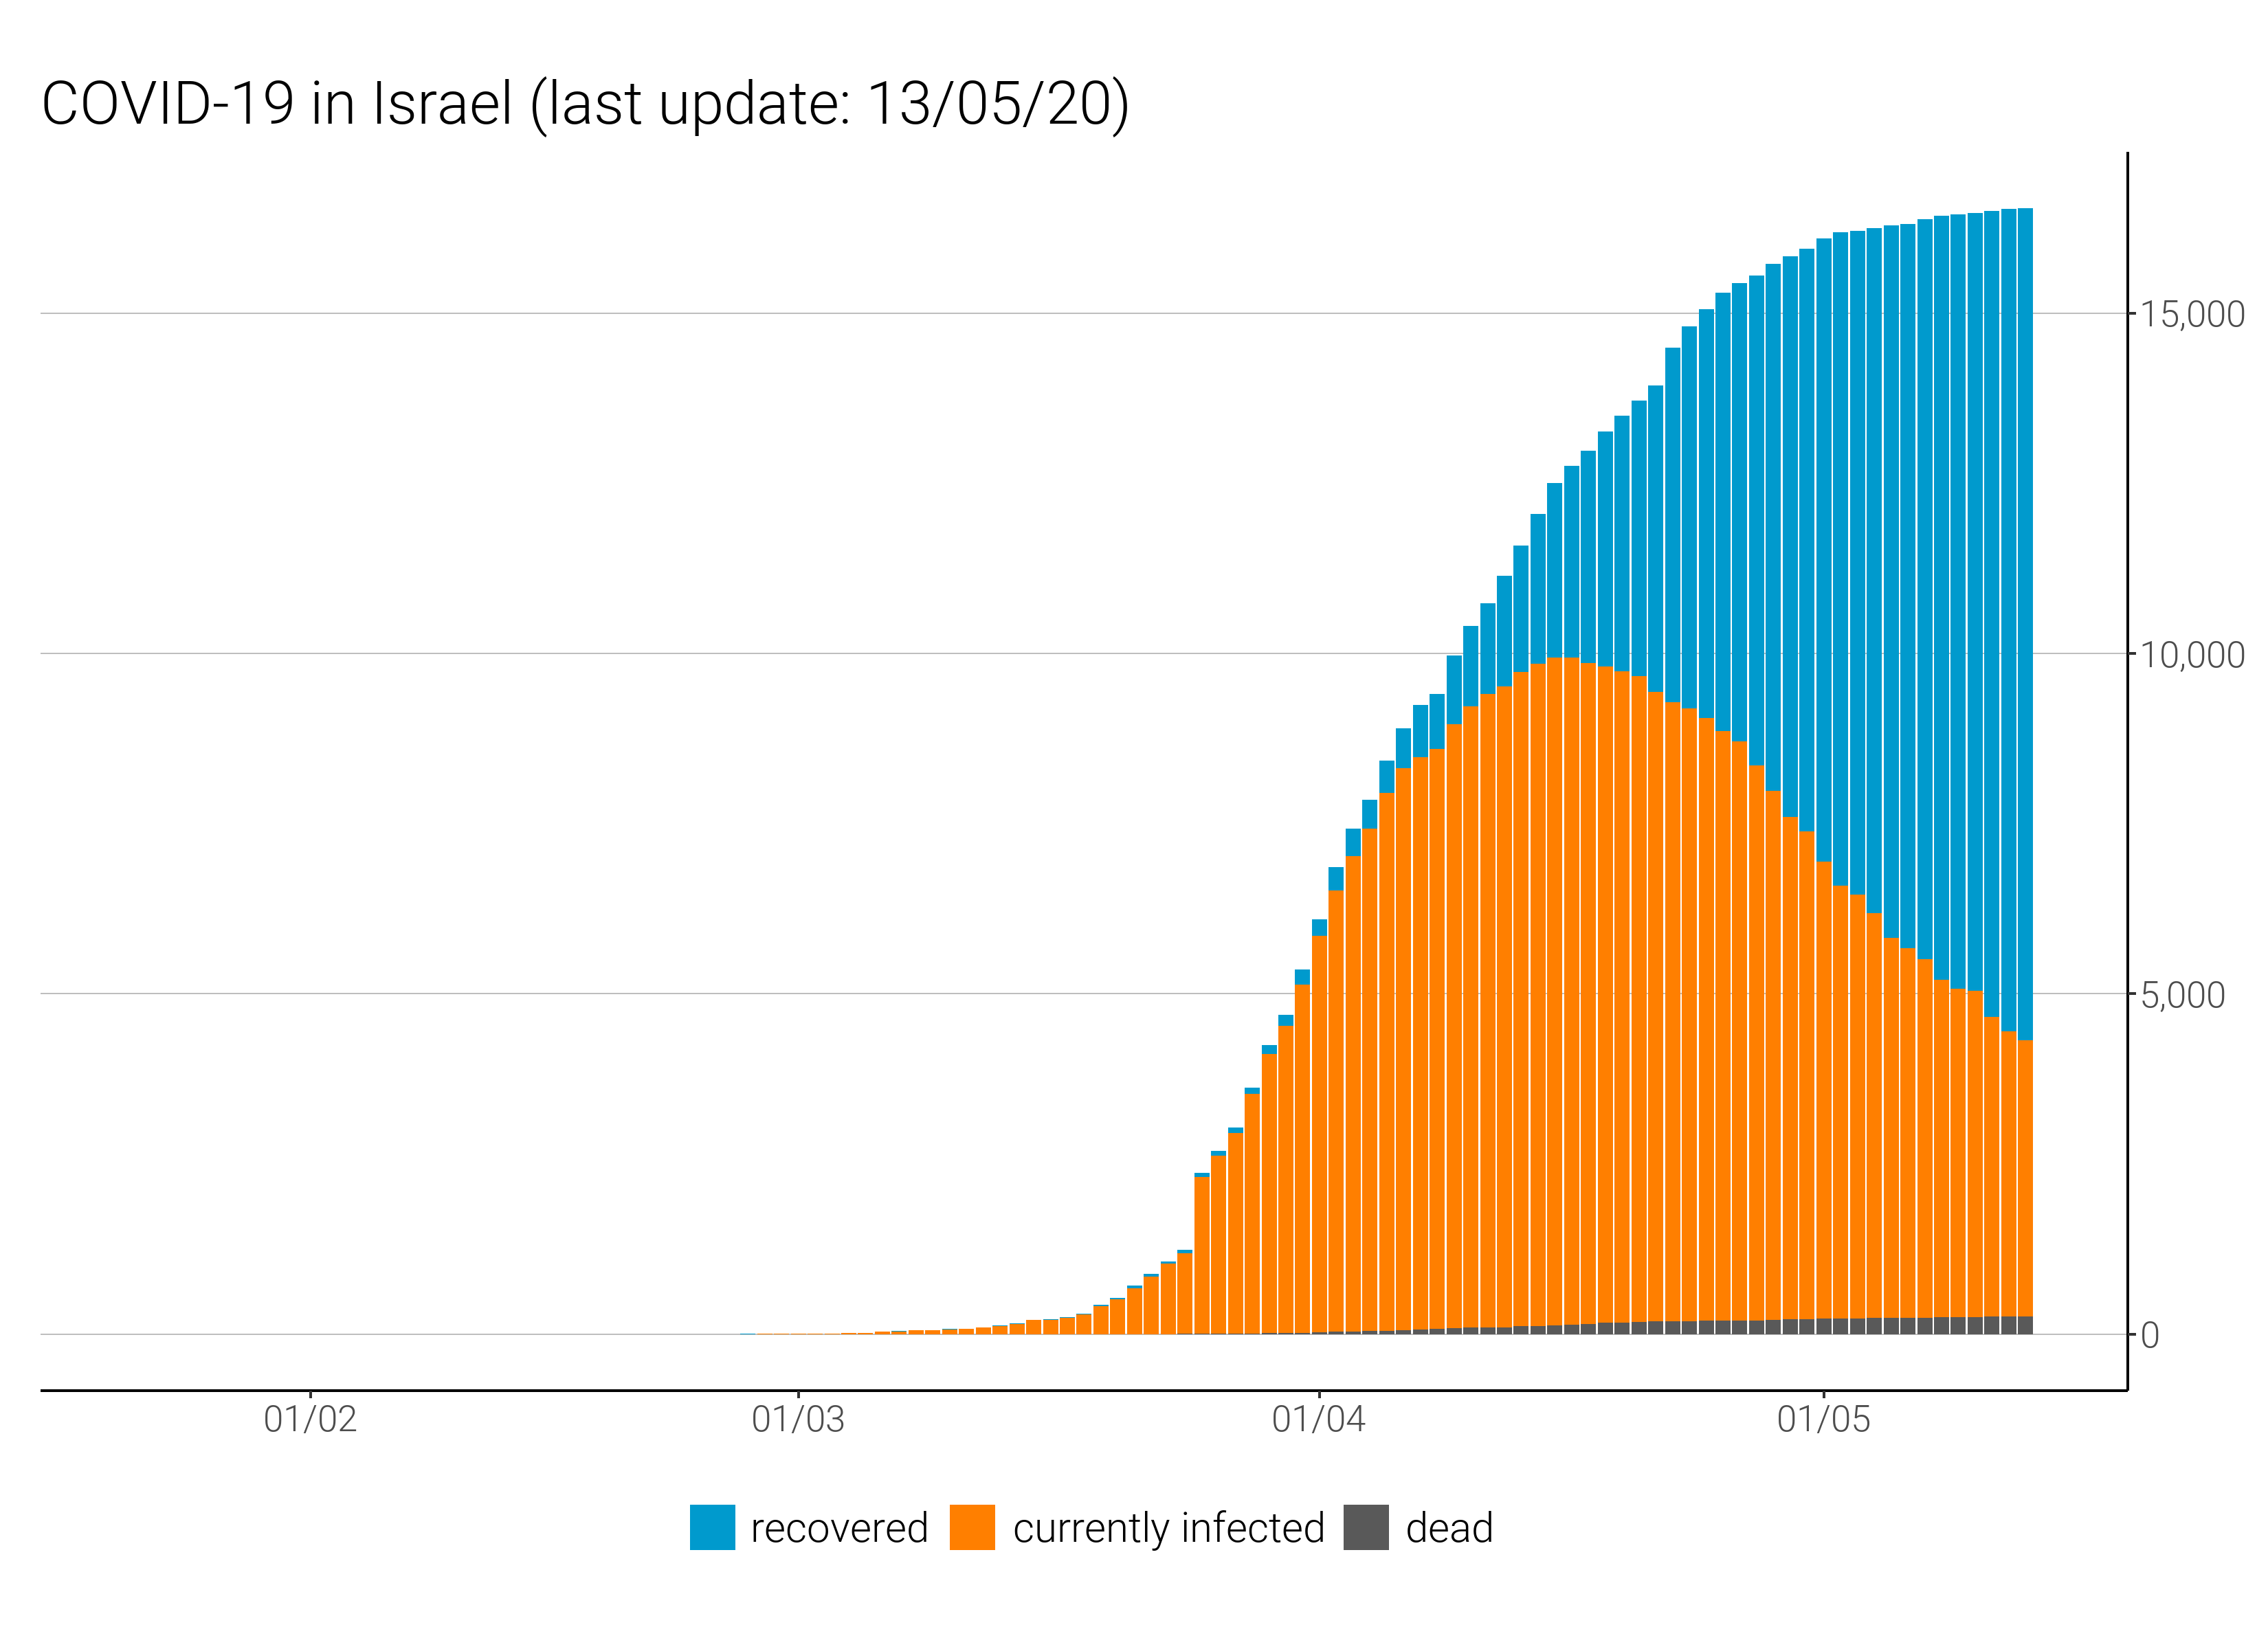 COVID-19 in Israel (last update: 13/05/20)
15,000
10,000
5,000
0
01/02 01/03 01/04 01/05
recovered currently infected dead